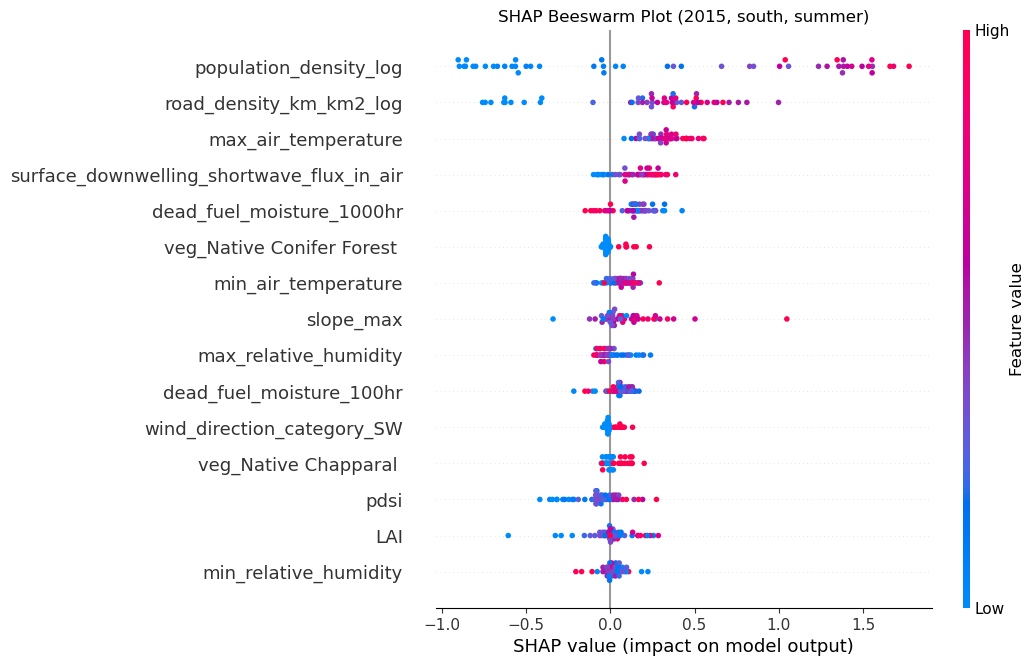 SHAP Beeswarm Plot (2015, south, summer)
High
population_density_log
road_density_km_km2_log
max_air_temperature
surface_downwelling_shortwave_flux_in_air
dead_fuel_moisture_1000hr
veg_Native Conifer Forest
min_air_temperature
slope_max
max_relative_humidity
dead_fuel_moisture_100hr
wind_direction_category_SW
veg_Native Chapparal
pdsi
LAI
min_relative_humidity
Feature value
Low
−1.0 −0.5 0.0 0.5 1.0 1.5
SHAP value (impact on model output)